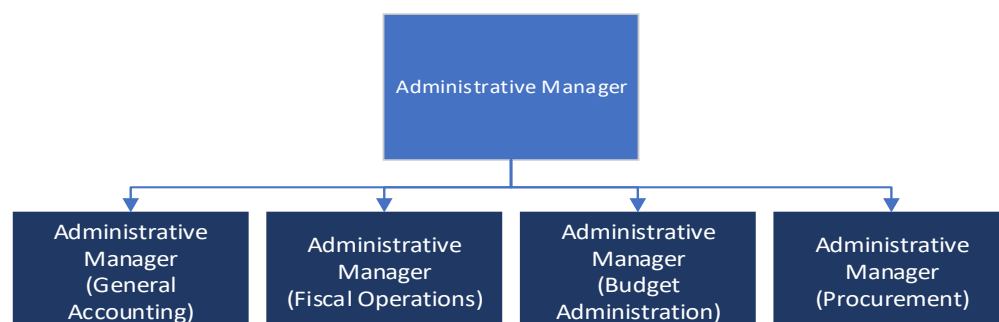 Administrative Manager
Administrative
Manager
(General
Accounting)
Administrative
Manager
(Fiscal Operations)
Administrative
Manager
(Budget
Administration)
Administrative
Manager
(Procurement)